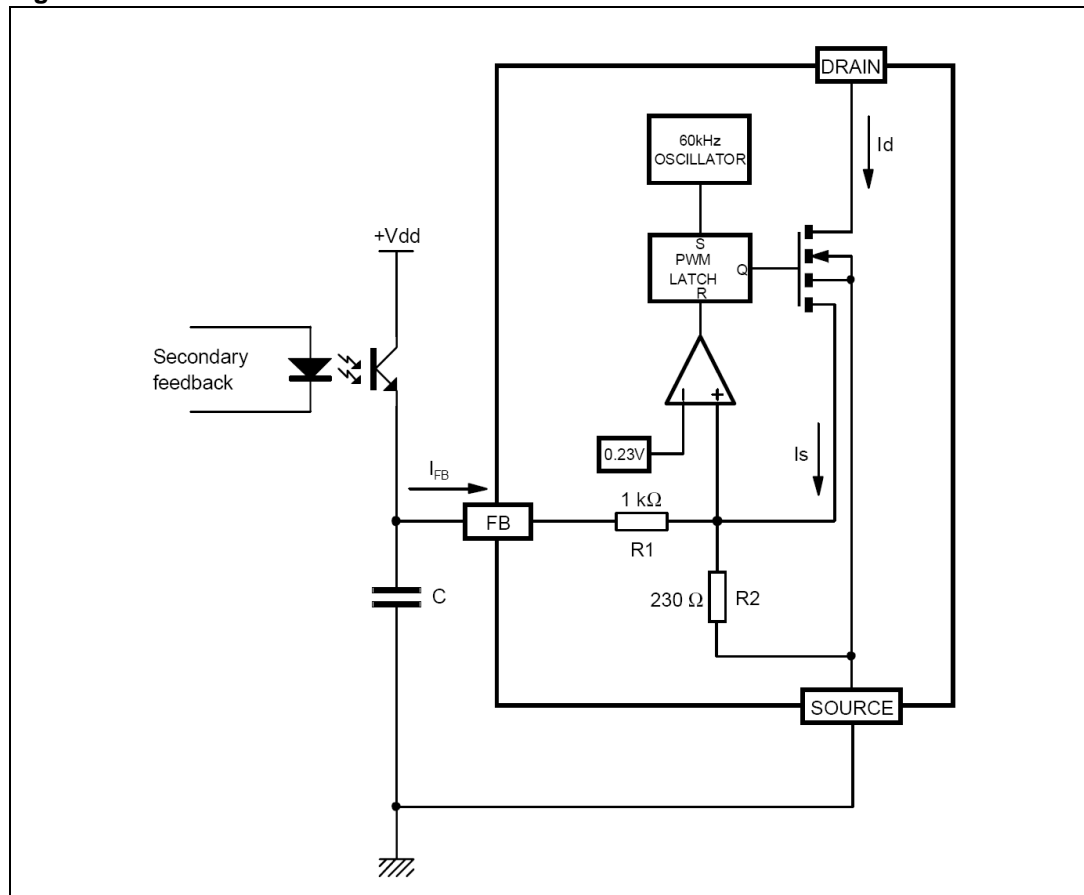 DRAIN
60kHz
OSCILLATOR
Id
+Vdd
S
PWM
LATCH
Q
R
Secondary
feedback
- +
0.23V
Is
I_FB
1 kΩ
FB
R1
230 Ω R2
C
SOURCE